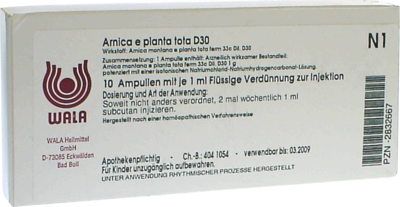 Arnica e planta tota D30
Wirkstoff: Arnica montana e planta tota ferm 33c Dil. D30
Zusammensetzung: 1 Ampulle enthält: Arzneilich wirksamer Bestandteil:
Arnica montana e planta tota ferm 33c Dil. D30 1 g
potenziert mit einer isotonischen Natriumchlorid-Natriumhydrogencarbonat-Lösung.
10 Ampullen mit je 1 ml Flüssige Verdünnung zur Injektion
Dosierung und Art der Anwendung:
Soweit nicht anders verordnet, 2 mal wöchentlich 1 ml
subcutan injizieren.
Hergestellt nach einer homöopathischen Verfahrensweise
Apothekenpflichtig - Ch.-B.: 404 1054 - verwendbar bis 03.2009
Für Kinder unzugänglich aufbewahren.
UNTER ANWENDUNG RHYTHMISCHER PROZESSE HERGESTELLT
WALA
WALA Heilmittel
GmbH
D-73085 Eckwälden
Bad Boll
N1
PZN -2832667